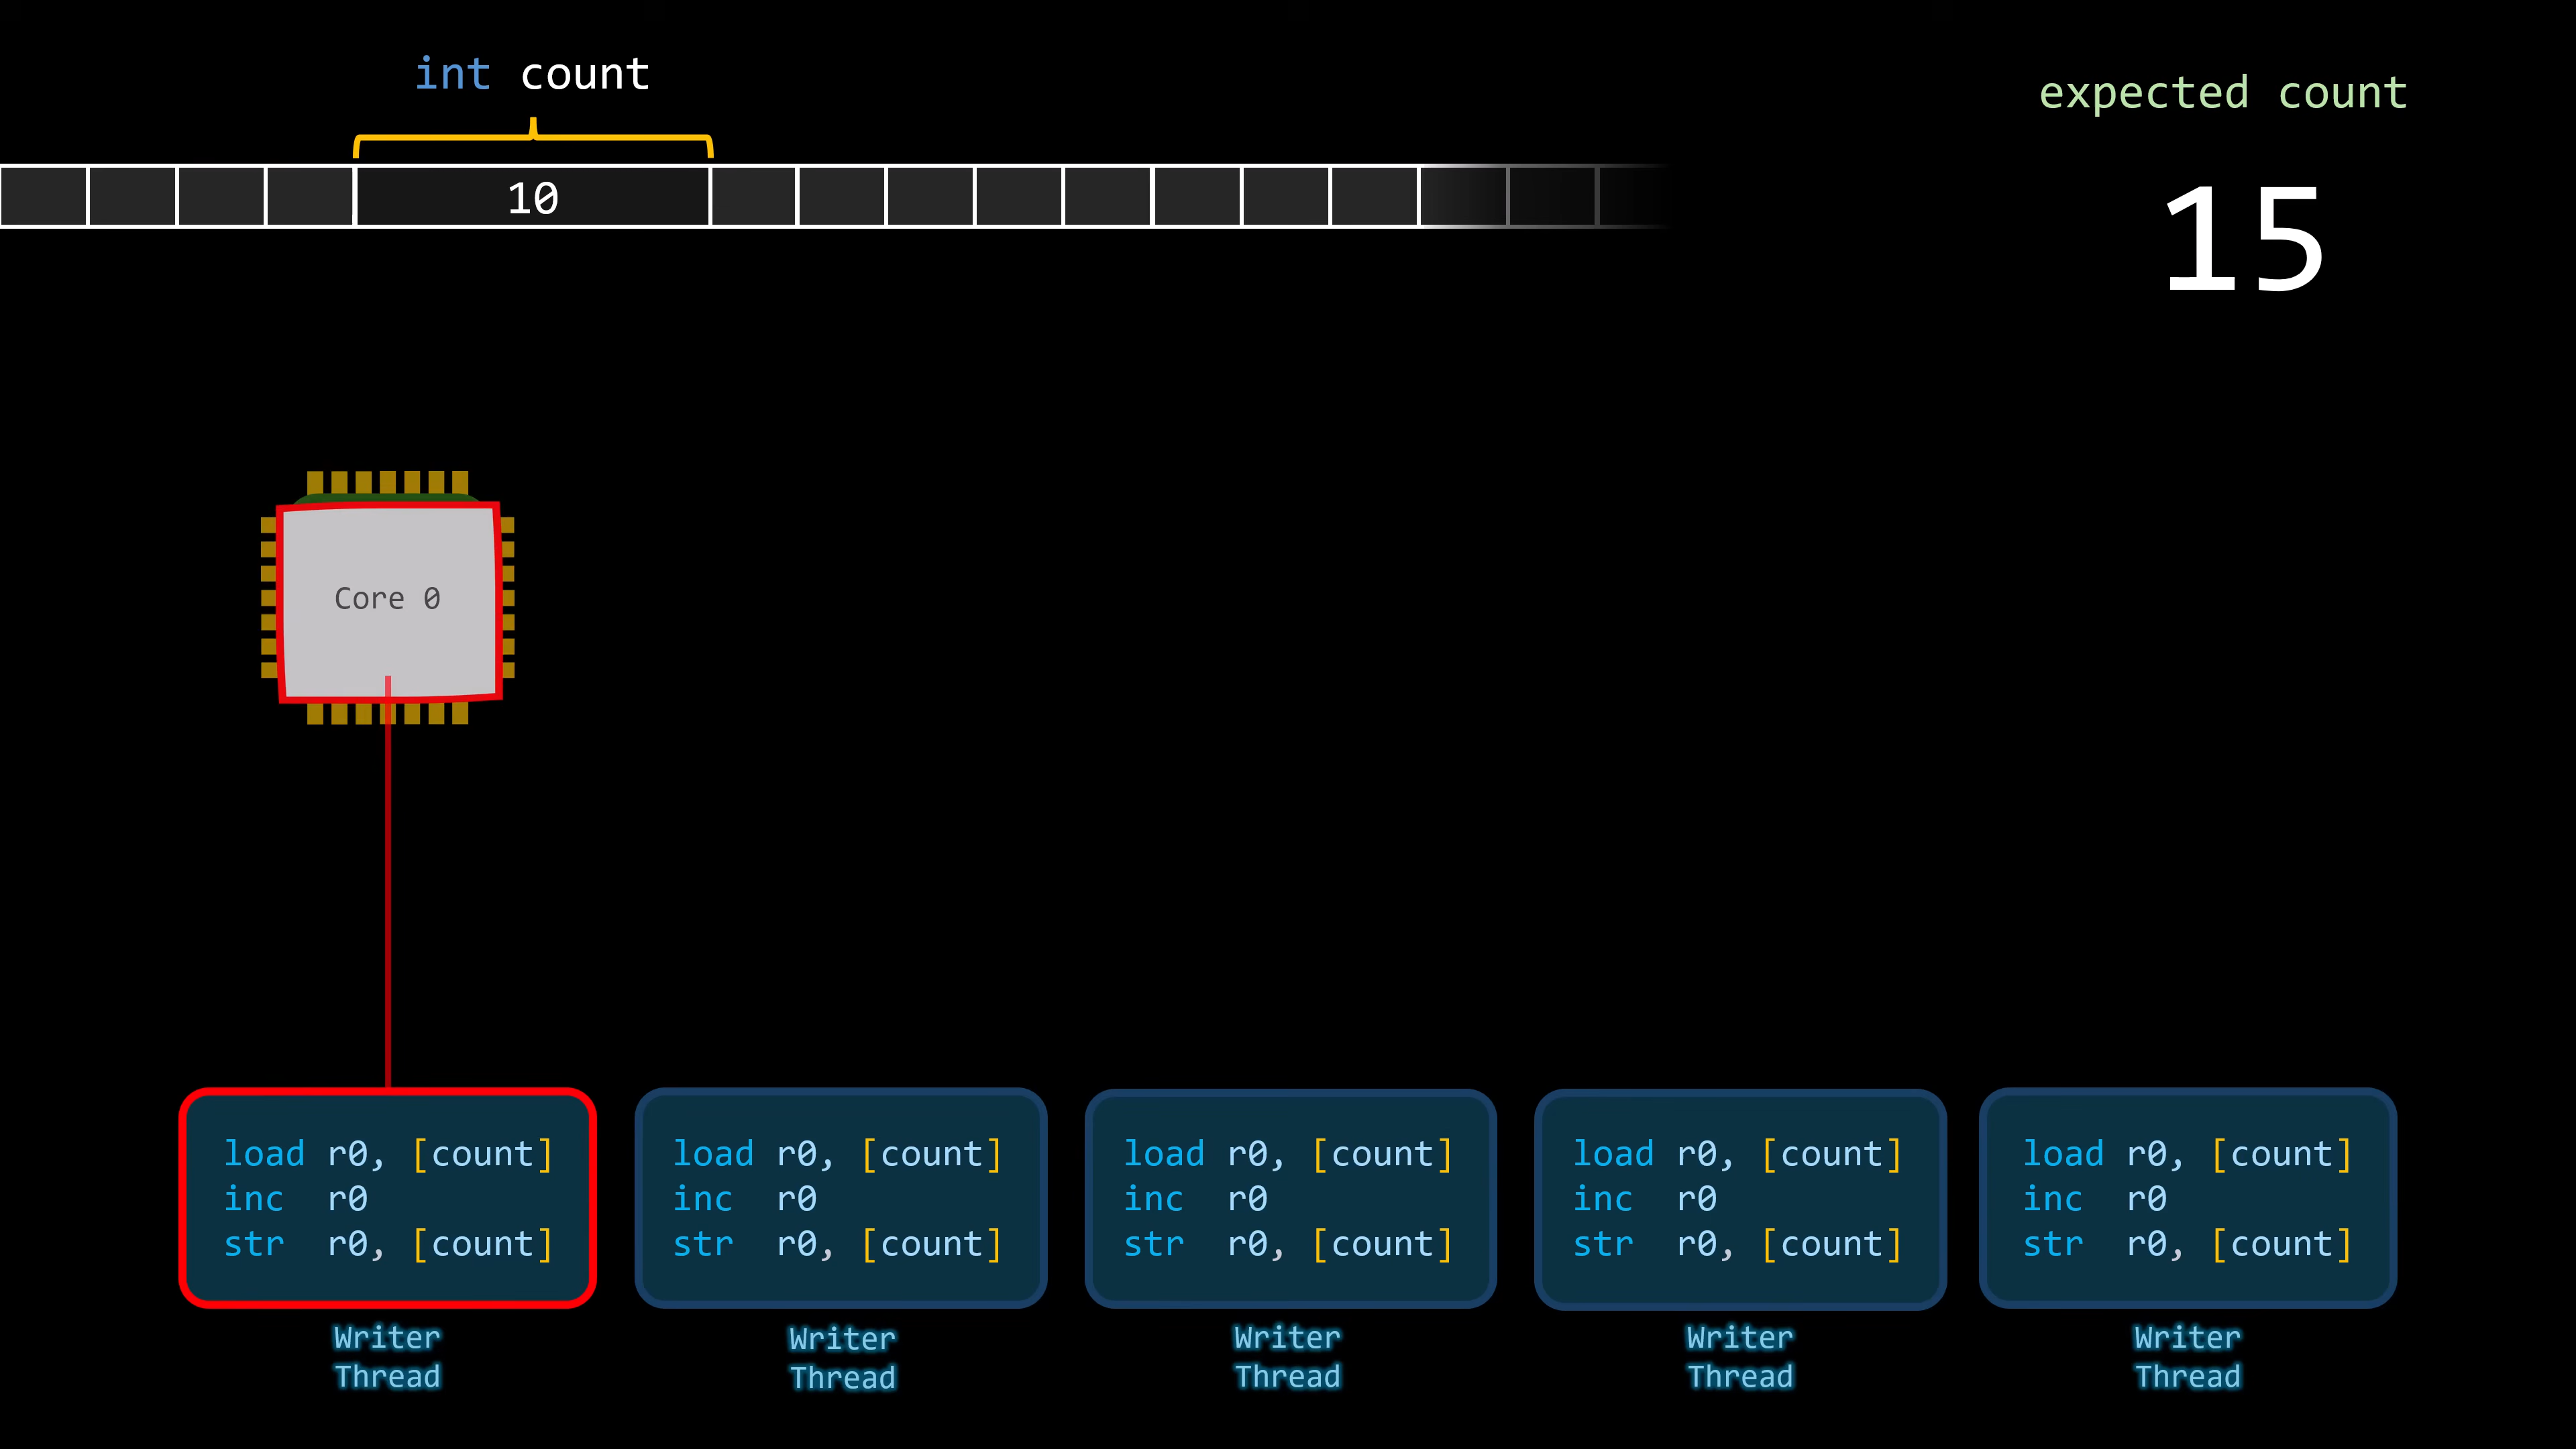 int count
expected count
10
15
Core 0
load r0, [count]
inc  r0
str  r0, [count]
Writer
Thread
load r0, [count]
inc  r0
str  r0, [count]
Writer
Thread
load r0, [count]
inc  r0
str  r0, [count]
Writer
Thread
load r0, [count]
inc  r0
str  r0, [count]
Writer
Thread
load r0, [count]
inc  r0
str  r0, [count]
Writer
Thread